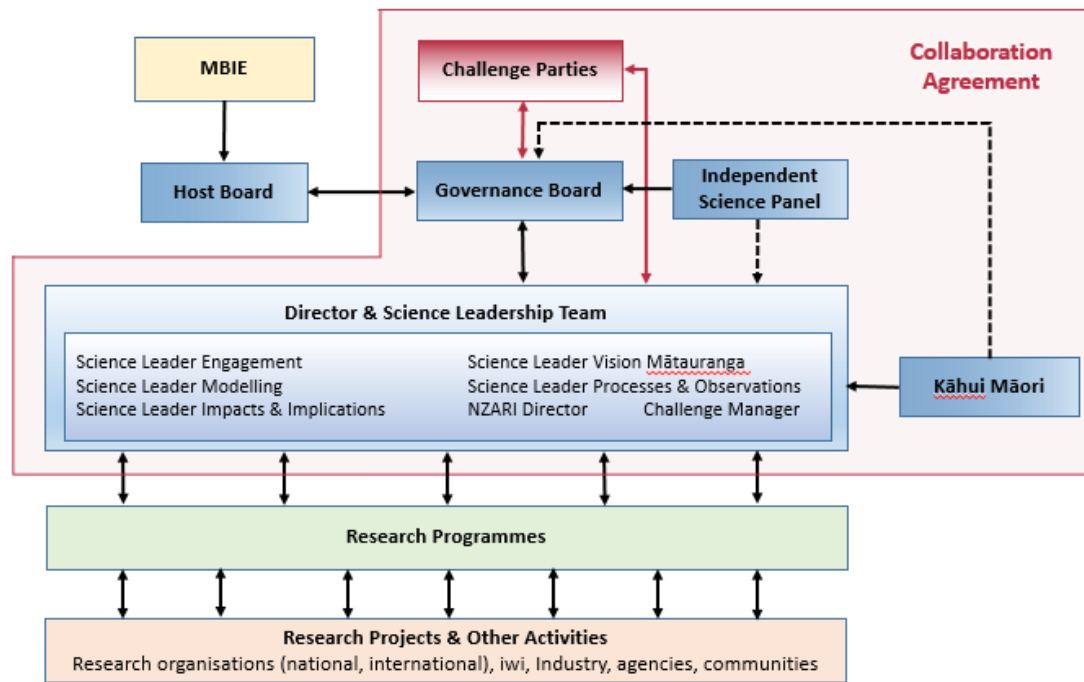 MBIE
Challenge Parties
Collaboration
Agreement
Host Board
Governance Board
Independent
Science Panel
Director & Science Leadership Team
Science Leader Engagement
Science Leader Vision Mātauranga
Science Leader Modelling
Science Leader Processes & Observations
Science Leader Impacts & Implications
NZARI Director
Challenge Manager
Kāhui Māori
Research Programmes
Research Projects & Other Activities
Research organisations (national, international), iwi, Industry, agencies, communities